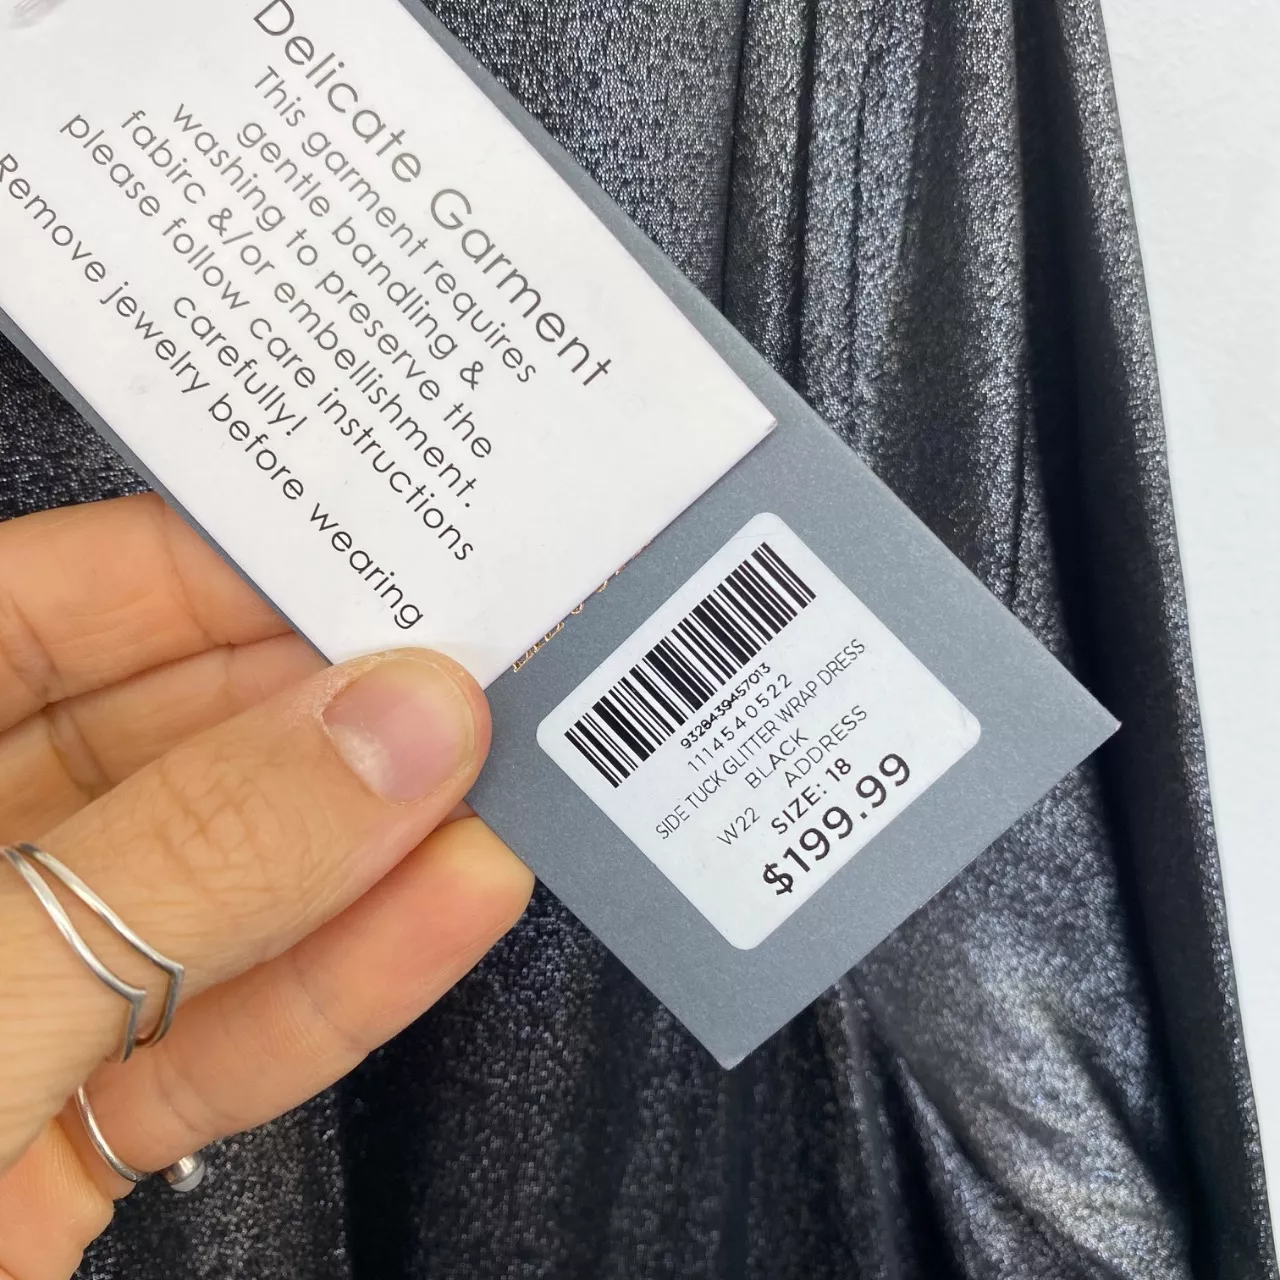 Delicate Garment
This garment requires
gentle bandling &
washing to preserve the
fabirc &/or embellishment.
please follow care instructions
carefully!
Remove jewelry before wearing
9328439457013
1114540522
SIDE TUCK GLITTER WRAP DRESS
BLACK
W22 ADDRESS
SIZE: 18
$199.99